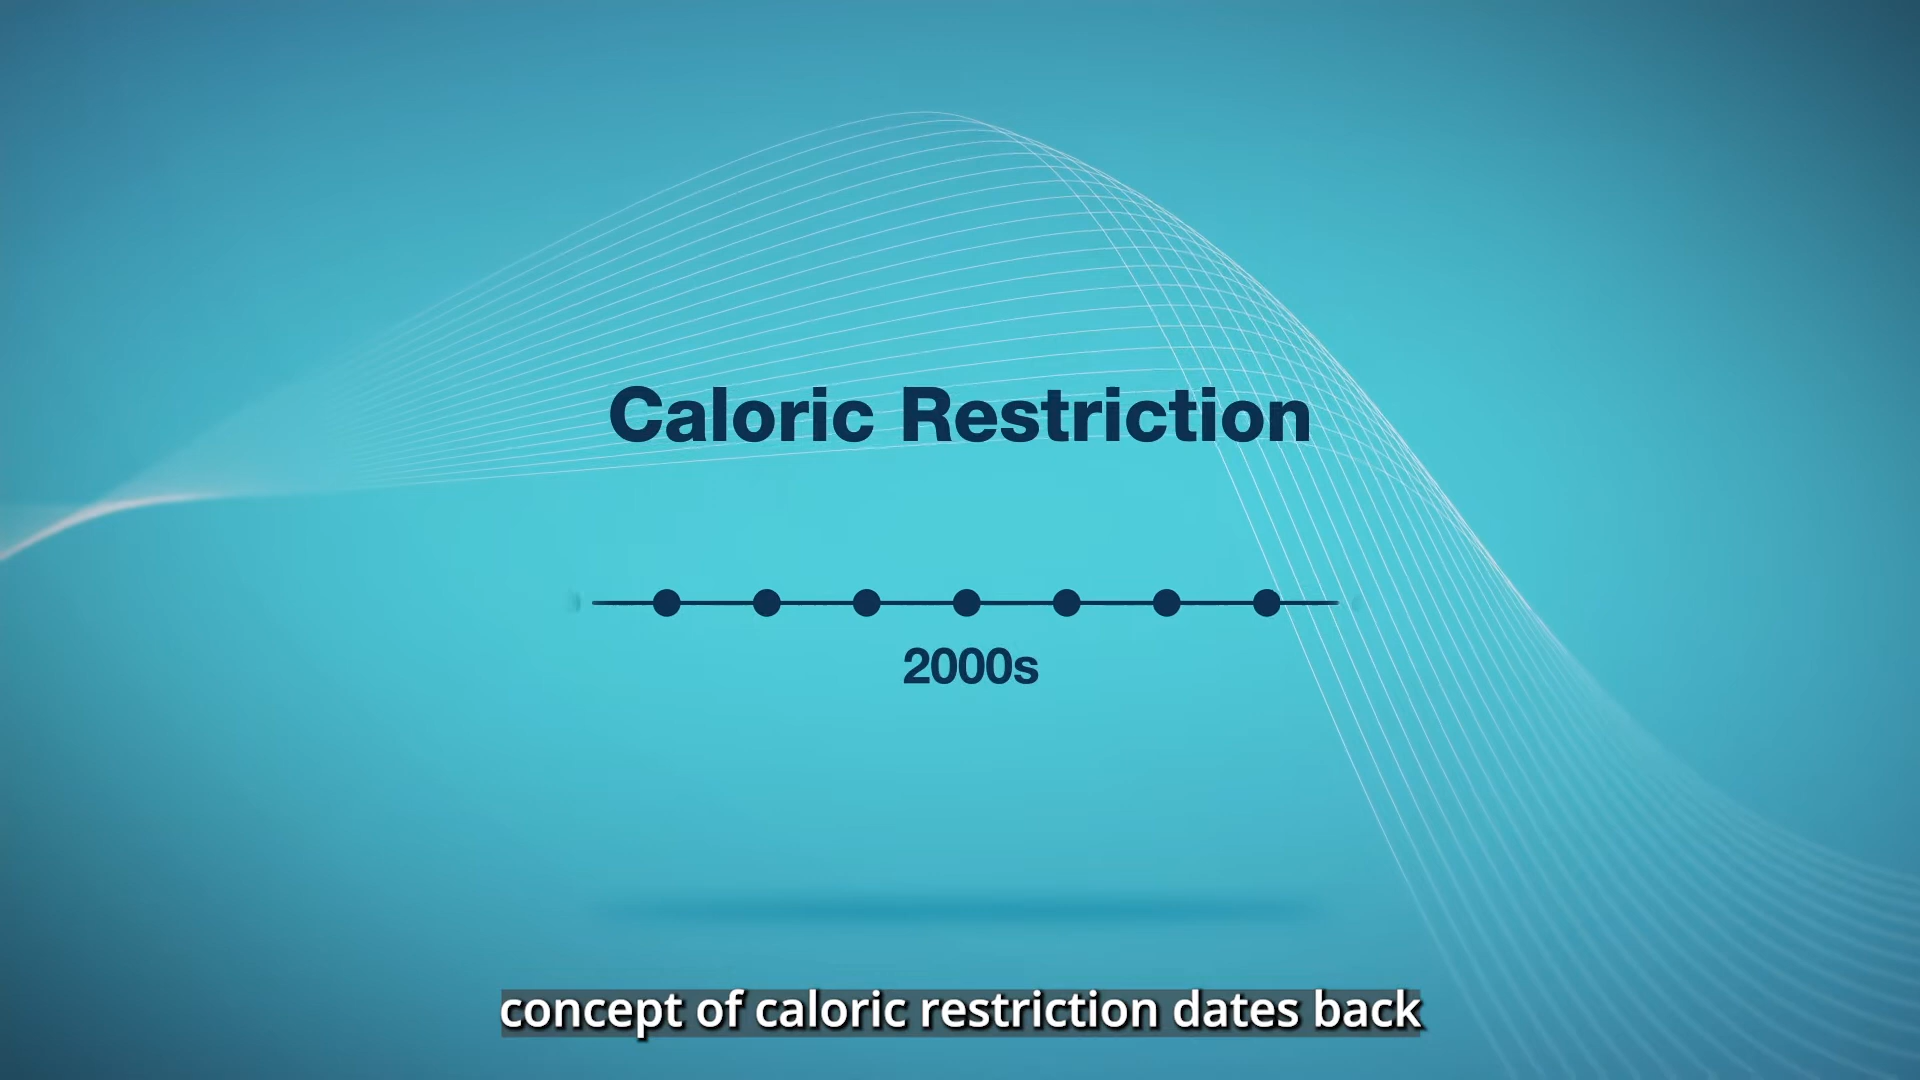 Caloric Restriction
2000s
concept of caloric restriction dates back